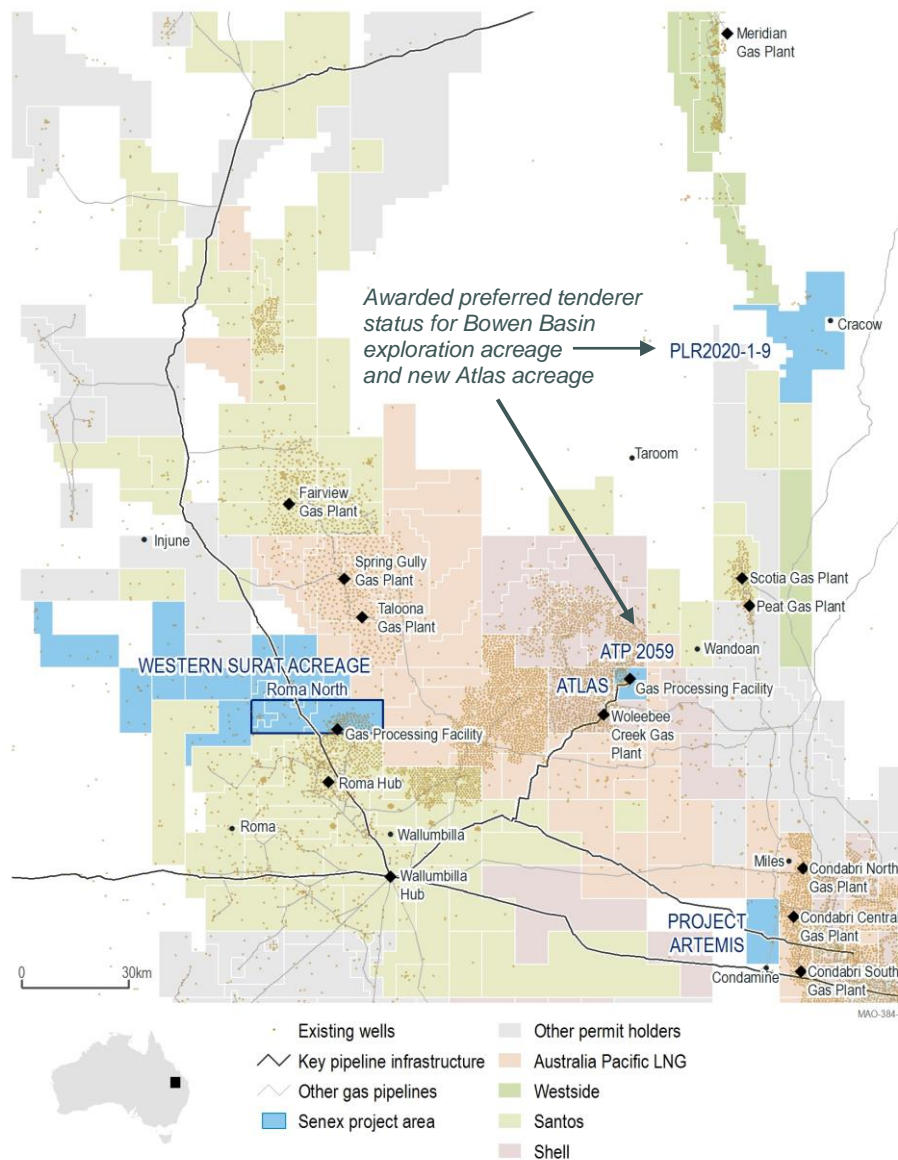 Meridian
Gas Plant
Awarded preferred tenderer
status for Bowen Basin
exploration acreage
and new Atlas acreage
Cracow
PLR2020-1-9
Taroom
Fairview
Gas Plant
Injune
Spring Gully
Gas Plant
Scotia Gas Plant
Taloona
Gas Plant
Peat Gas Plant
ATP 2059
Wandoan
WESTERN SURAT ACREAGE
Roma North
ATLAS
Gas Processing Facility
Gas Processing Facility
Woleebee
Creek Gas
Plant
Roma Hub
Roma
Wallumbilla
Wallumbilla
Hub
Miles
Condabri North
Gas Plant
PROJECT
ARTEMIS
Condabri Central
Gas Plant
Condamine
Condabri South
Gas Plant
0 30km
MAO-384-
Existing wells
Key pipeline infrastructure
Other gas pipelines
Senex project area
Other permit holders
Australia Pacific LNG
Westside
Santos
Shell